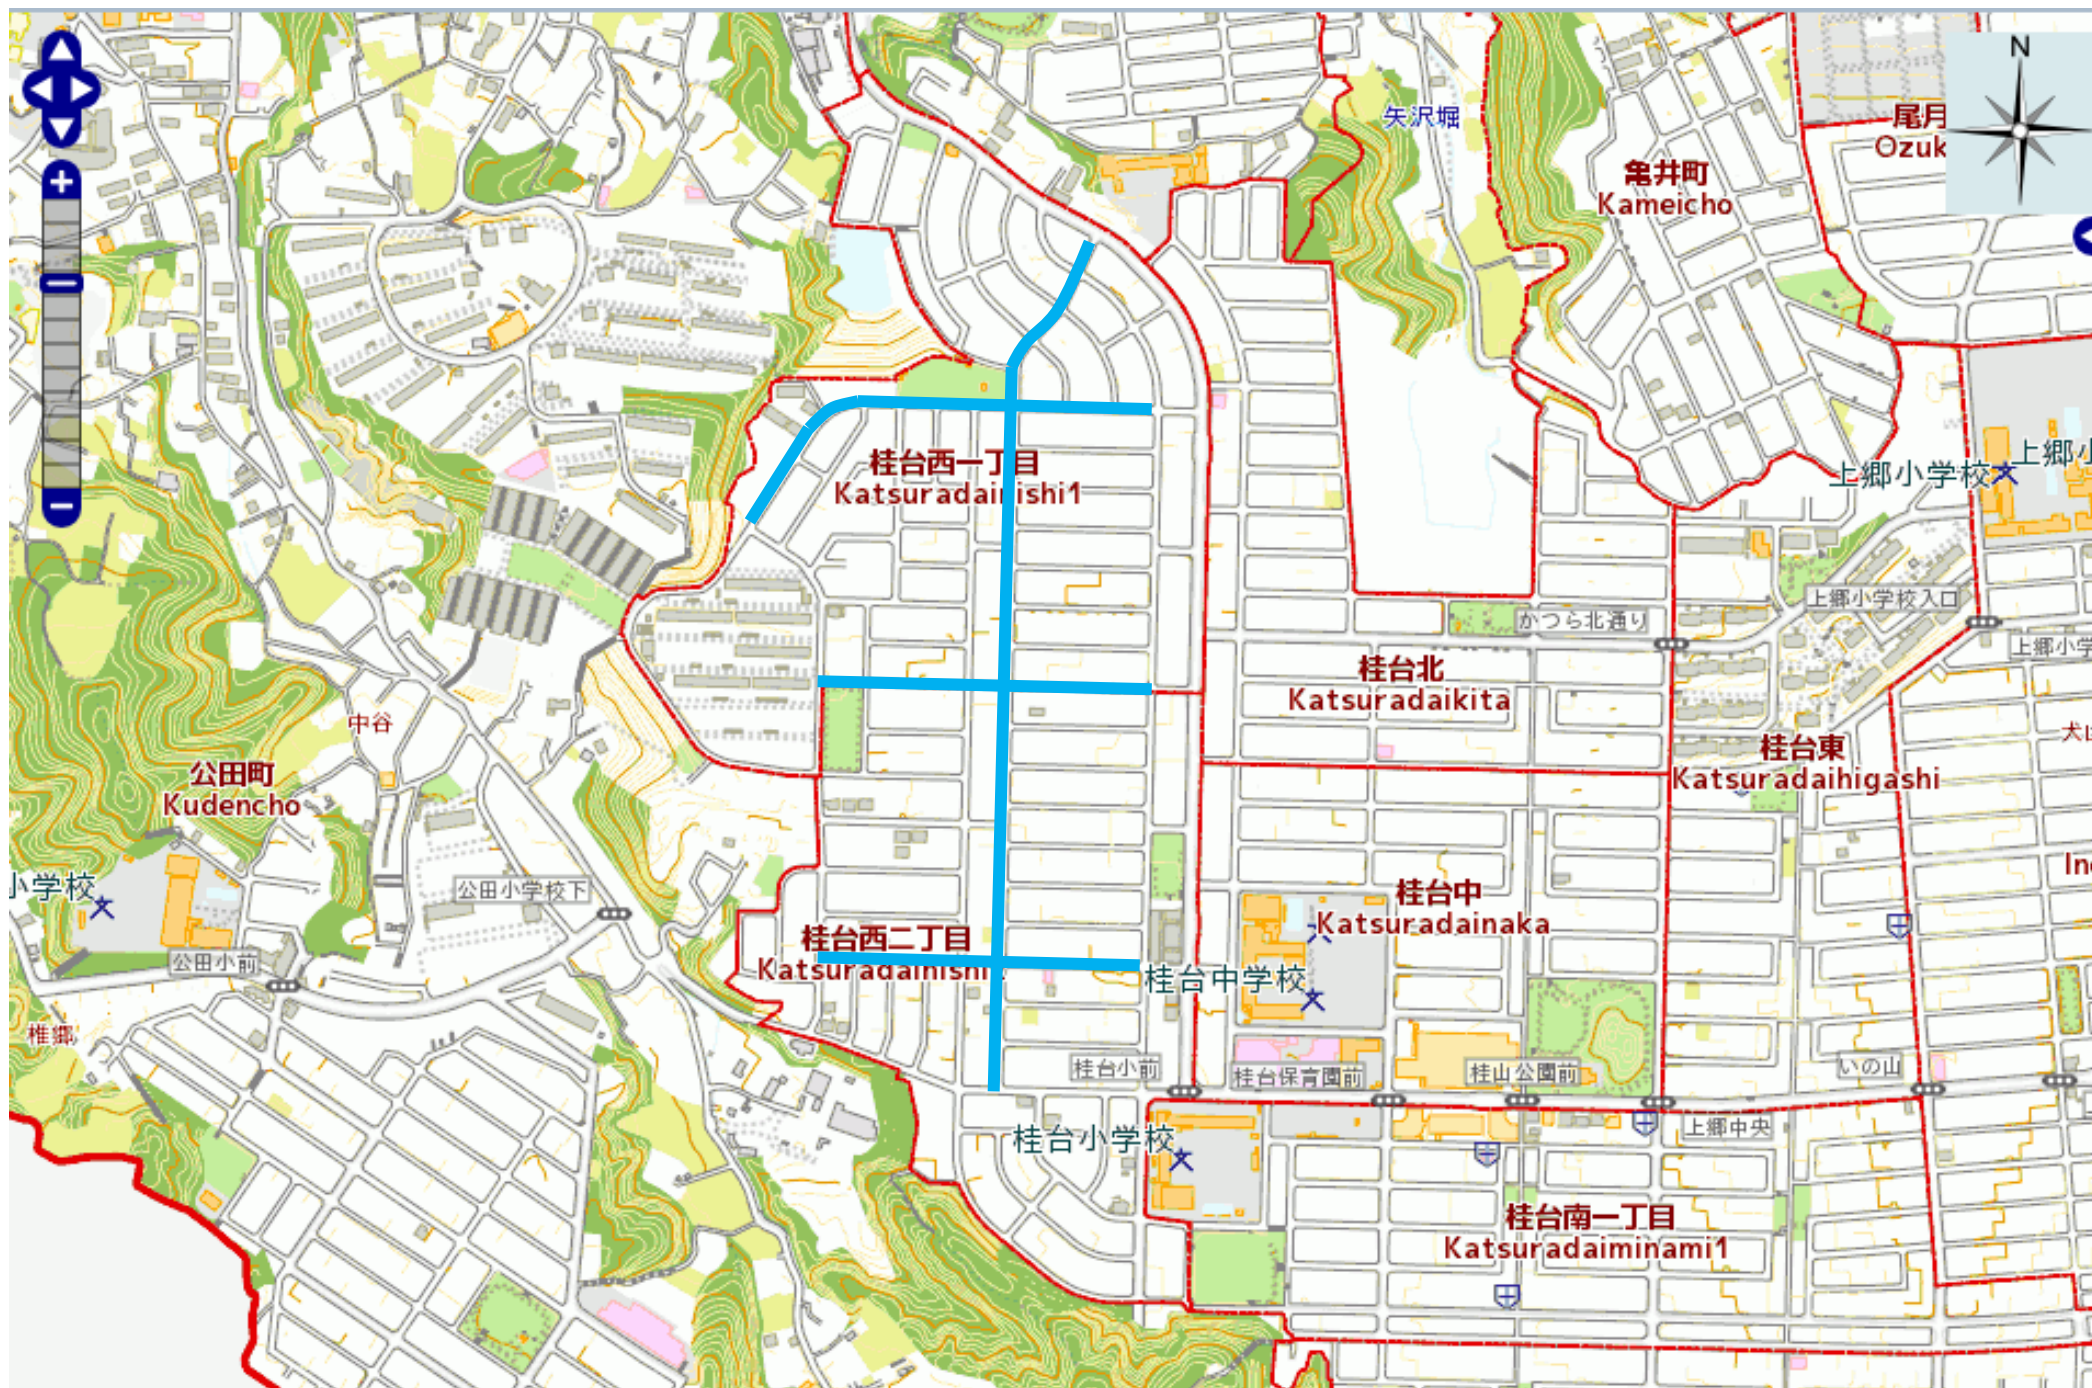 N
矢沢堀
尾月
Ozuk
亀井町
Kameicho
桂台西一丁目
Katsuradainishi1
上郷小学校
上郷小
上郷小学校入口
かつら北通り
上郷小学
桂台北
Katsuradaikita
中谷
犬山
桂台東
Katsuradaihigashi
公田町
Kudencho
小学校
公田小学校下
桂台中
Katsuradainaka
桂台西二丁目
Katsuradainishi
公田小前
桂台中学校
椎郷
桂台小前
桂台保育園前
桂山公園前
いの山
桂台小学校
上郷中央
桂台南一丁目
Katsuradaiminami1